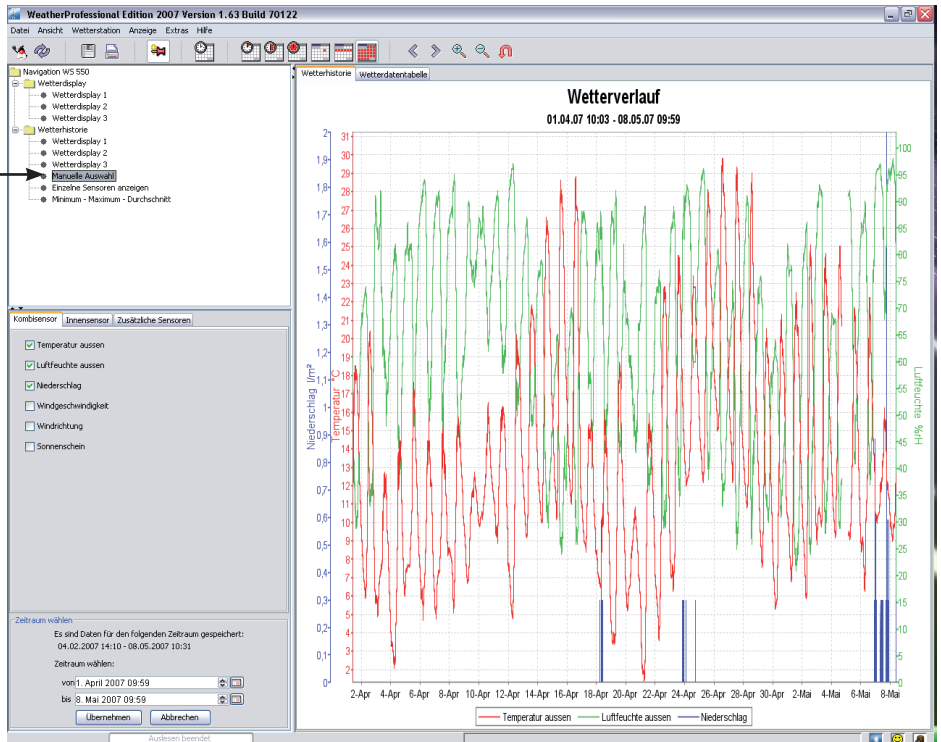 WeatherProfessional Edition 2007 Version 1.63 Build 70122
Datei Ansicht Wetterstation Anzeige Extras Hilfe
Navigation WS 550
Wetterdisplay
Wetterdisplay 1
Wetterdisplay 2
Wetterdisplay 3
Wetterhistorie
Wetterdisplay 1
Wetterdisplay 2
Wetterdisplay 3
Manuelle Auswahl
Einzelne Sensoren anzeigen
Minimum - Maximum - Durchschnitt
Kombisensor Innensensor Zusätzliche Sensoren
Temperatur aussen
Luftfeuchte aussen
Niederschlag
Windgeschwindigkeit
Windrichtung
Sonnenschein
Zeitraum wählen
Es sind Daten für den folgenden Zeitraum gespeichert:
04.02.2007 14:10 - 08.05.2007 10:31
Zeitraum wählen:
von 1. April 2007 09:59
bis 8. Mai 2007 09:59
Übernehmen Abbrechen
Auslesen beendet
Wetterhistorie Wetterdatentabelle
Wetterverlauf
01.04.07 10:03 - 08.05.07 09:59
Niederschlag l/m²
2
1,9
1,8
1,7
1,6
1,5
1,4
1,3
1,2
1,1
1
0,9
0,8
0,7
0,6
0,5
0,4
0,3
0,2
0,1
0
Temperatur °C
31
30
29
28
27
26
25
24
23
22
21
20
19
18
17
16
15
14
13
12
11
10
9
8
7
6
5
4
3
2
Luftfeuchte %rH
100
95
90
85
80
75
70
65
60
55
50
45
40
35
30
25
20
15
10
5
0
2-Apr 4-Apr 6-Apr 8-Apr 10-Apr 12-Apr 14-Apr 16-Apr 18-Apr 20-Apr 22-Apr 24-Apr 26-Apr 28-Apr 30-Apr 2-Mai 4-Mai 6-Mai 8-Mai
Temperatur aussen Luftfeuchte aussen Niederschlag